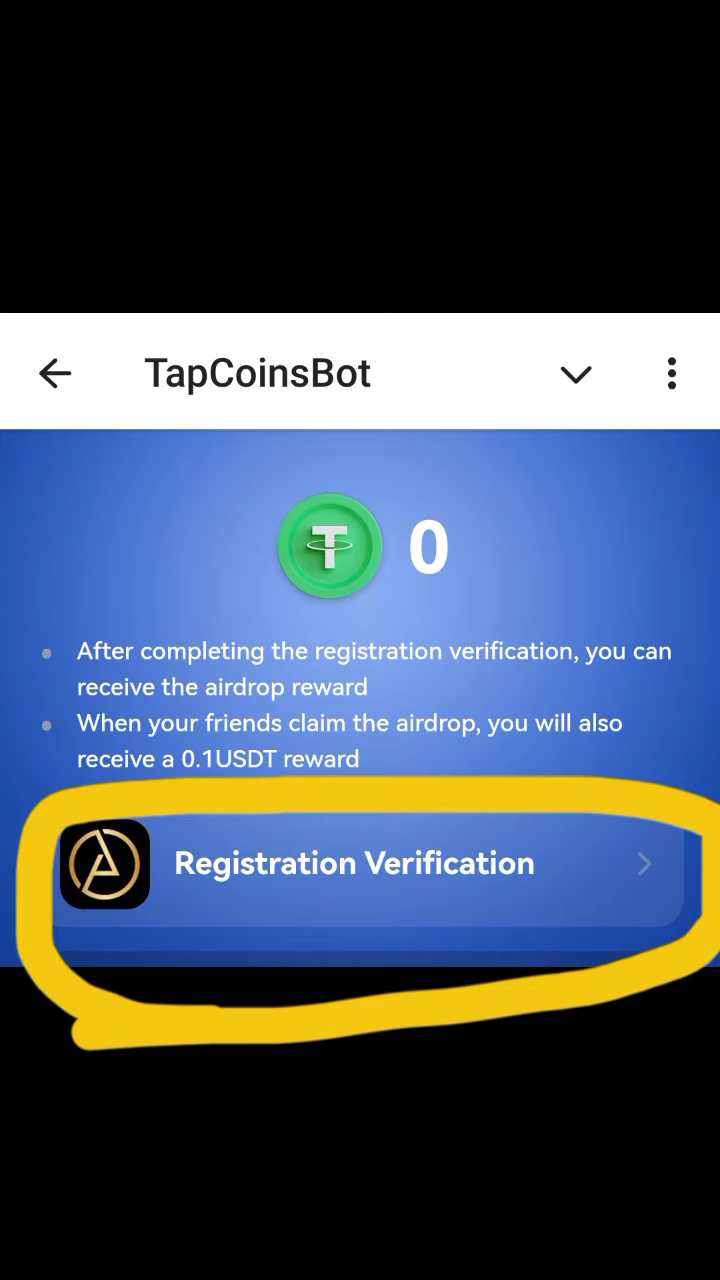 TapCoinsBot
0
After completing the registration verification, you can
receive the airdrop reward
When your friends claim the airdrop, you will also
receive a 0.1USDT reward
Registration Verification